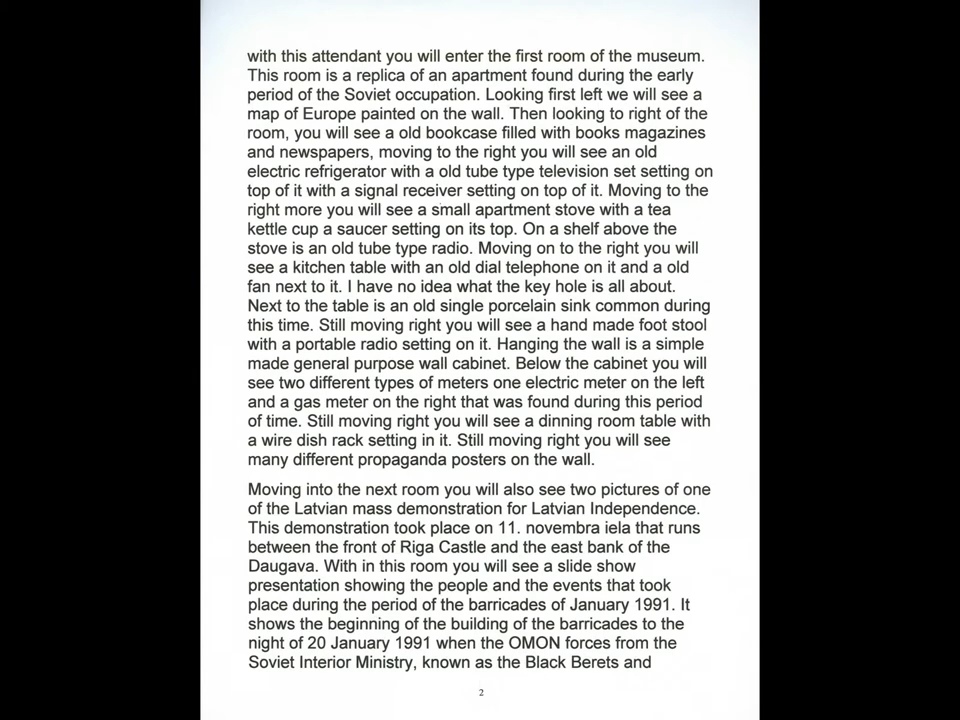 with this attendant you will enter the first room of the museum.
This room is a replica of an apartment found during the early
period of the Soviet occupation. Looking first left we will see a
map of Europe painted on the wall. Then looking to right of the
room, you will see a old bookcase filled with books magazines
and newspapers, moving to the right you will see an old
electric refrigerator with a old tube type television set setting on
top of it with a signal receiver setting on top of it. Moving to the
right more you will see a small apartment stove with a tea
kettle cup a saucer setting on its top. On a shelf above the
stove is an old tube type radio. Moving on to the right you will
see a kitchen table with an old dial telephone on it and a old
fan next to it. I have no idea what the key hole is all about.
Next to the table is an old single porcelain sink common during
this time. Still moving right you will see a hand made foot stool
with a portable radio setting on it. Hanging the wall is a simple
made general purpose wall cabinet. Below the cabinet you will
see two different types of meters one electric meter on the left
and a gas meter on the right that was found during this period
of time. Still moving right you will see a dinning room table with
a wire dish rack setting in it. Still moving right you will see
many different propaganda posters on the wall.
Moving into the next room you will also see two pictures of one
of the Latvian mass demonstration for Latvian Independence.
This demonstration took place on 11. novembra iela that runs
between the front of Riga Castle and the east bank of the
Daugava. With in this room you will see a slide show
presentation showing the people and the events that took
place during the period of the barricades of January 1991. It
shows the beginning of the building of the barricades to the
night of 20 January 1991 when the OMON forces from the
Soviet Interior Ministry, known as the Black Berets and
2